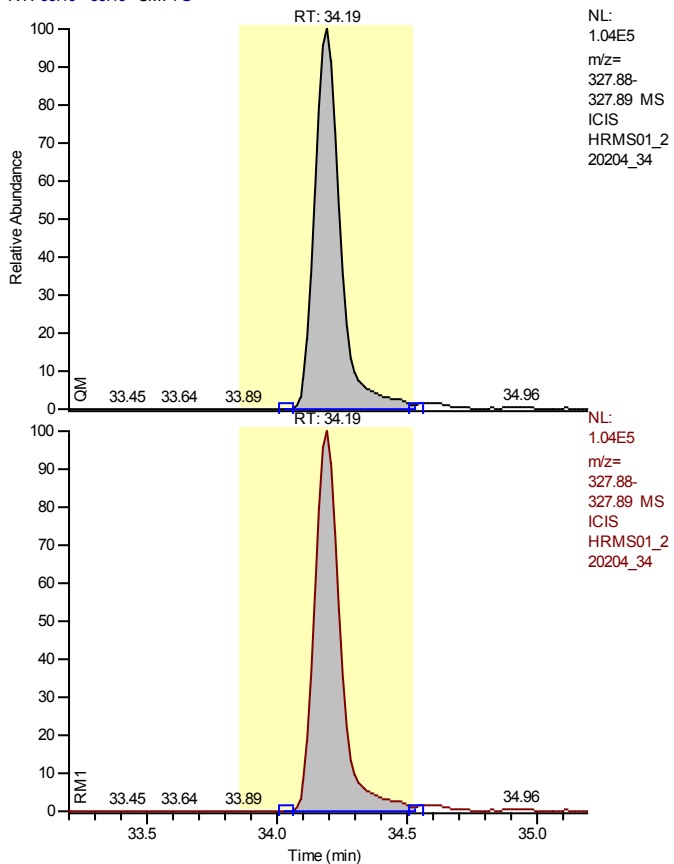 RT: 34.19
NL:
1.04E5
m/z=
327.88-
327.89 MS
ICIS
HRMS01_2
20204_34
100
90
80
70
60
50
40
30
20
10
0
Relative Abundance
QM
33.45 33.64 33.89 34.96
RT: 34.19
NL:
1.04E5
m/z=
327.88-
327.89 MS
ICIS
HRMS01_2
20204_34
100
90
80
70
60
50
40
30
20
10
0
RM1
33.45 33.64 33.89 34.96
33.5 34.0 34.5 35.0
Time (min)